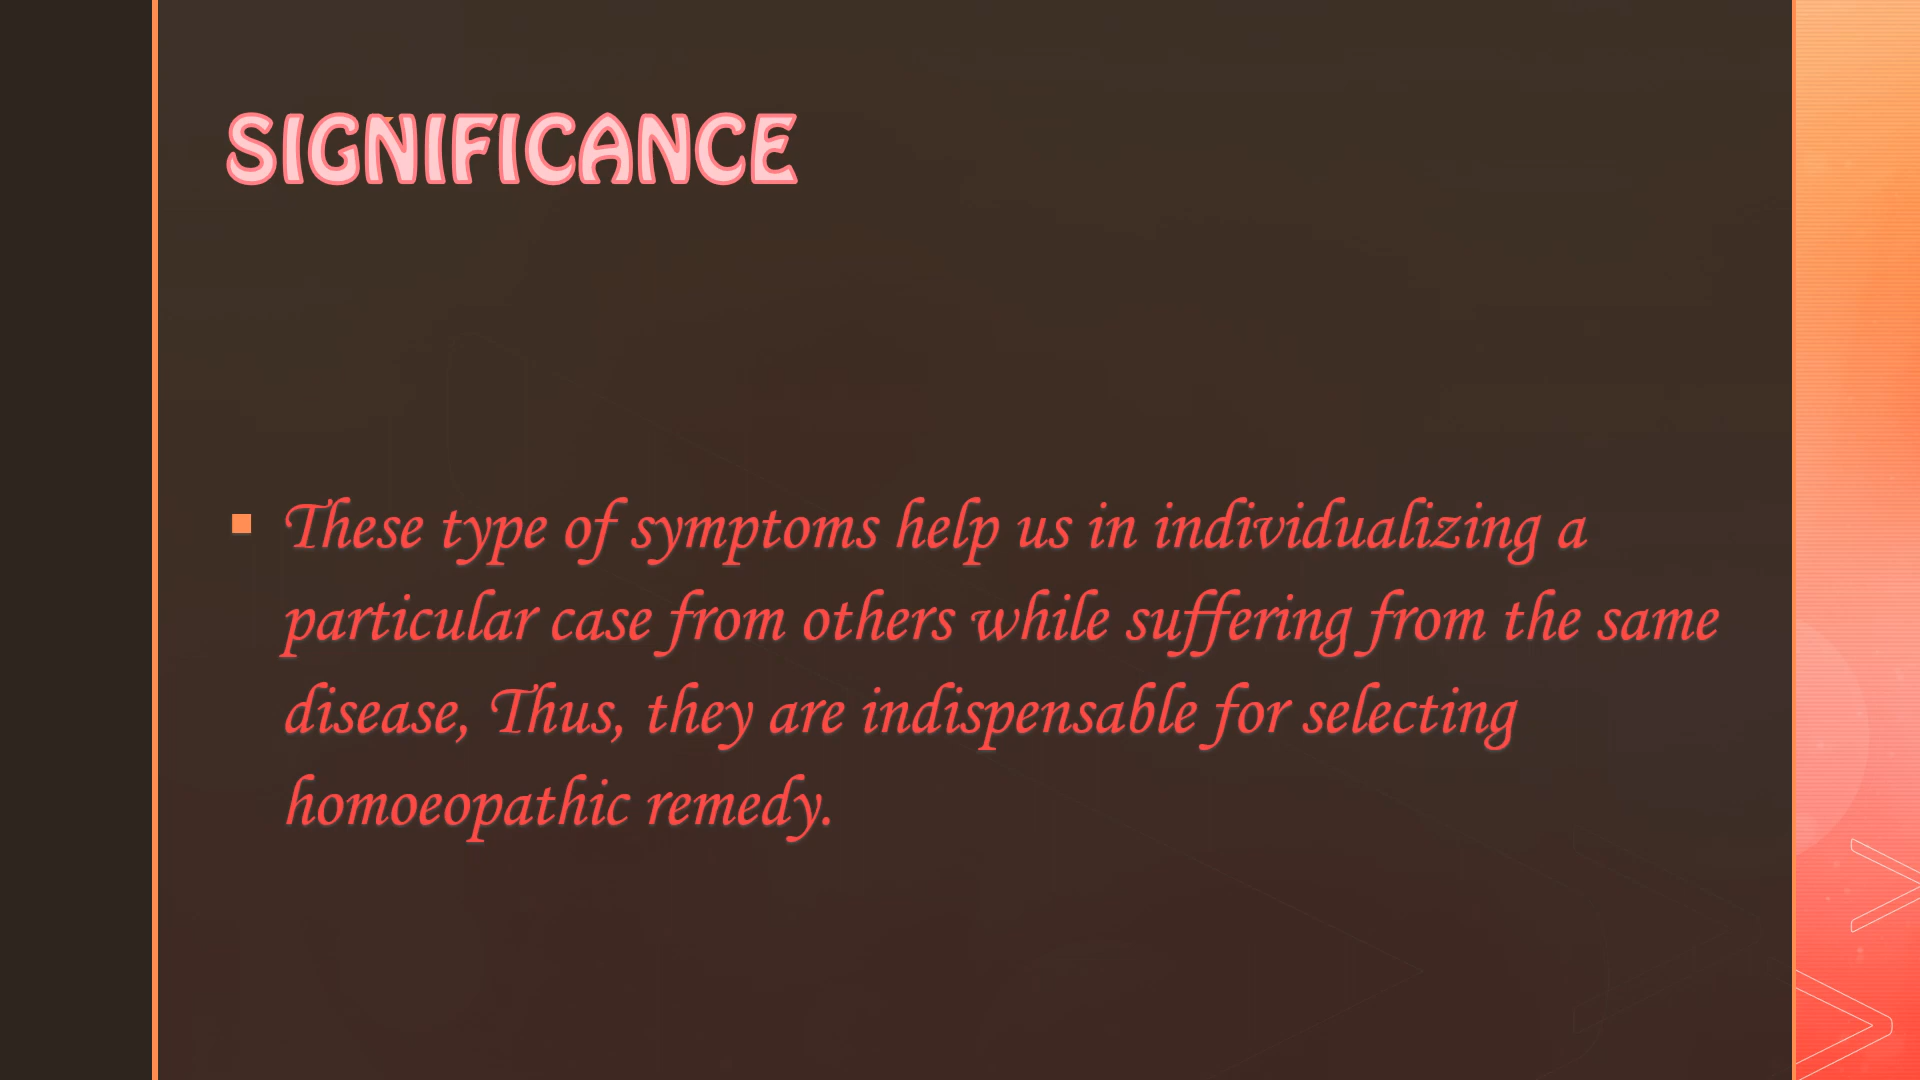 SIGNIFICANCE
These type of symptoms help us in individualizing a
particular case from others while suffering from the same
disease, Thus, they are indispensable for selecting
homoeopathic remedy.